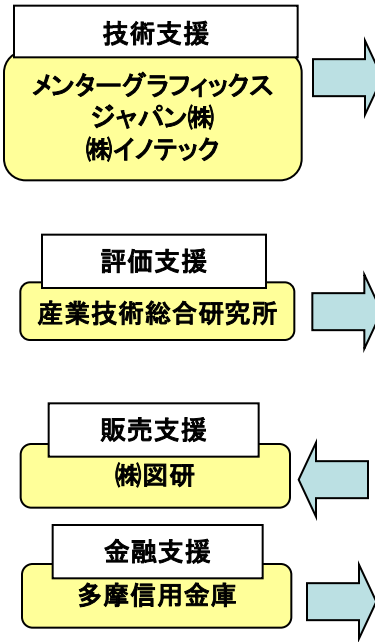 技術支援
メンターグラフィックス
ジャパン㈱
㈱イノテック
評価支援
産業技術総合研究所
販売支援
㈱図研
金融支援
多摩信用金庫